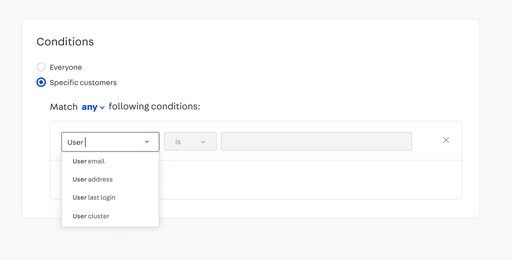 Conditions
Everyone
Specific customers
Match any following conditions:
User is
User email
User address
User last login
User cluster